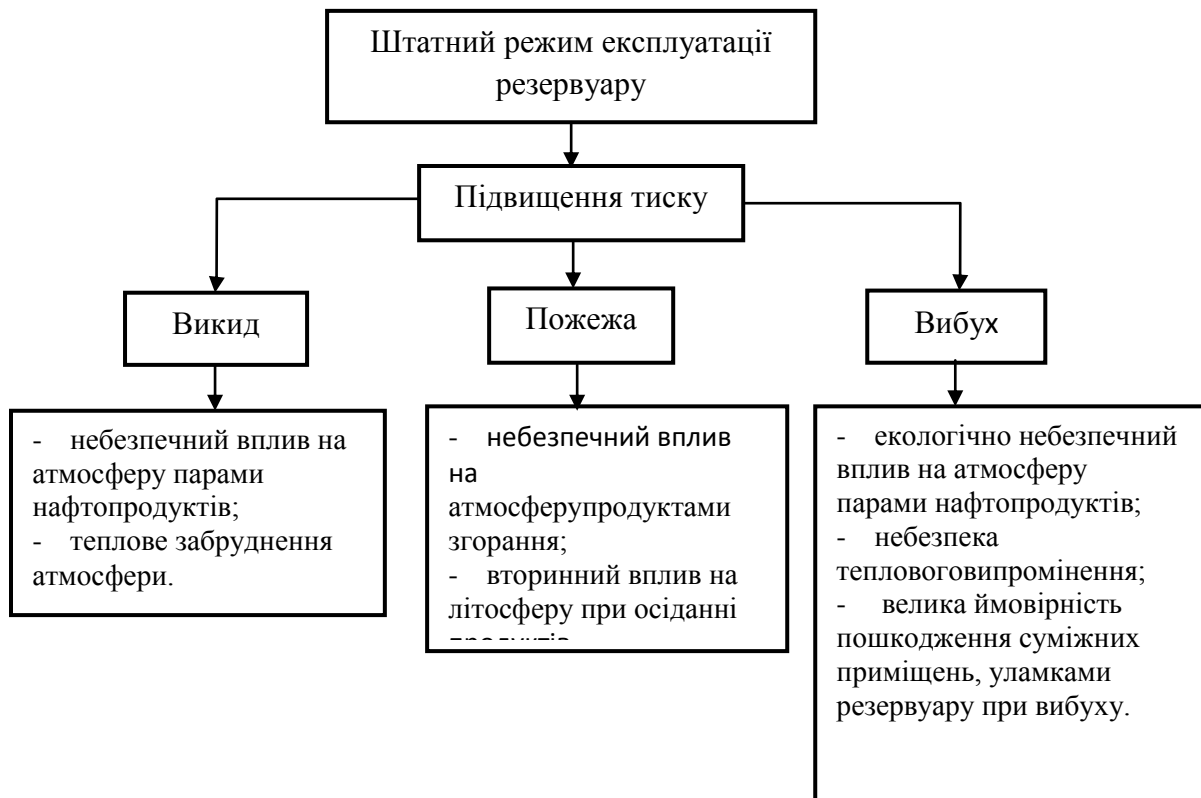 Штатний режим експлуатації
резервуару
Підвищення тиску
Викид
Пожежа
Вибух
- небезпечний вплив на
атмосферу парами
нафтопродуктів;
- теплове забруднення
атмосфери.
- небезпечний вплив
на
атмосферупродуктами
згорання;
- вторинний вплив на
літосферу при осіданні
- екологічно небезпечний
вплив на атмосферу
парами нафтопродуктів;
- небезпека
тепловоговипромінення;
- велика ймовірність
пошкодження суміжних
приміщень, уламками
резервуару при вибуху.